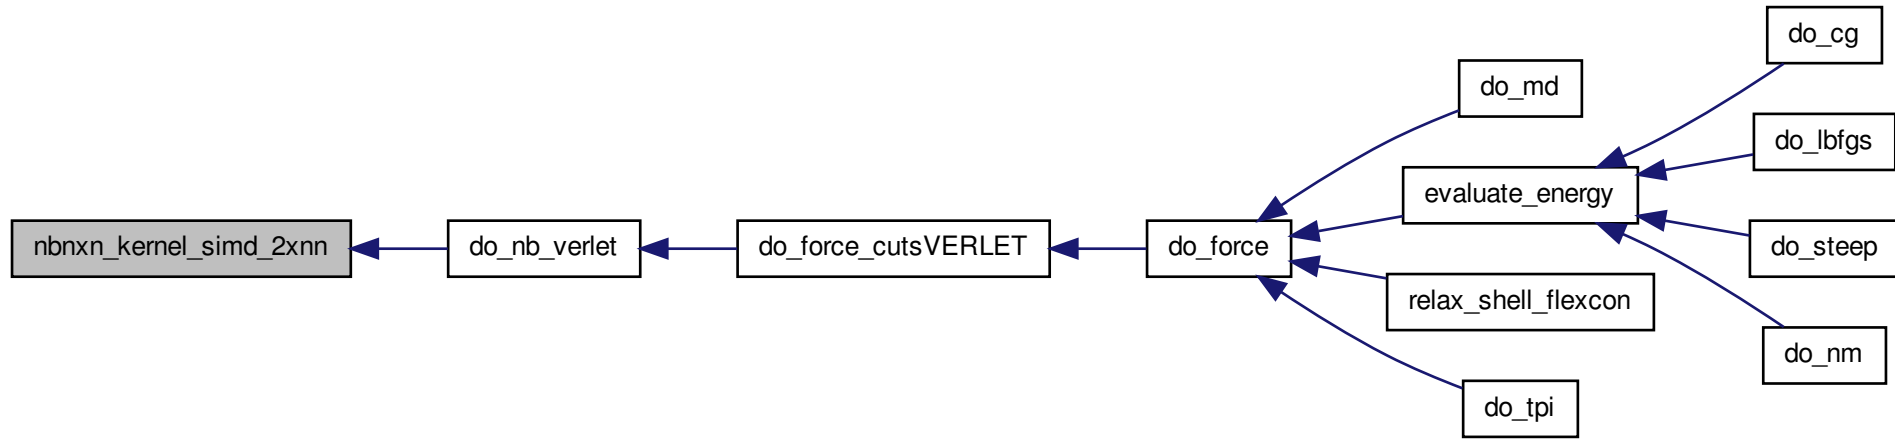 nbnxn_kernel_simd_2xnn
do_nb_verlet
do_force_cutsVERLET
do_force
do_md
evaluate_energy
relax_shell_flexcon
do_tpi
do_cg
do_lbfgs
do_steep
do_nm